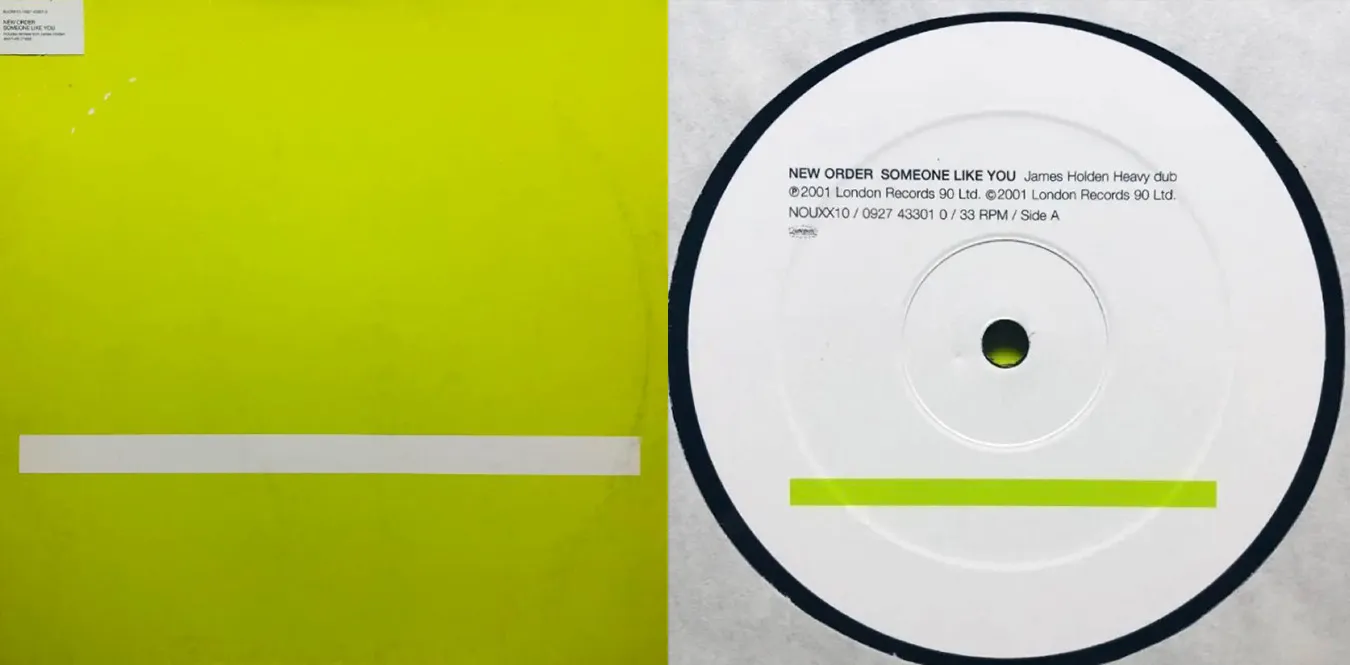 NEW ORDER
SOMEONE LIKE YOU
NEW ORDER SOMEONE LIKE YOU James Holden Heavy dub
℗2001 London Records 90 Ltd. ©2001 London Records 90 Ltd.
NOUXX10 / 0927 43301 0 / 33 RPM / Side A